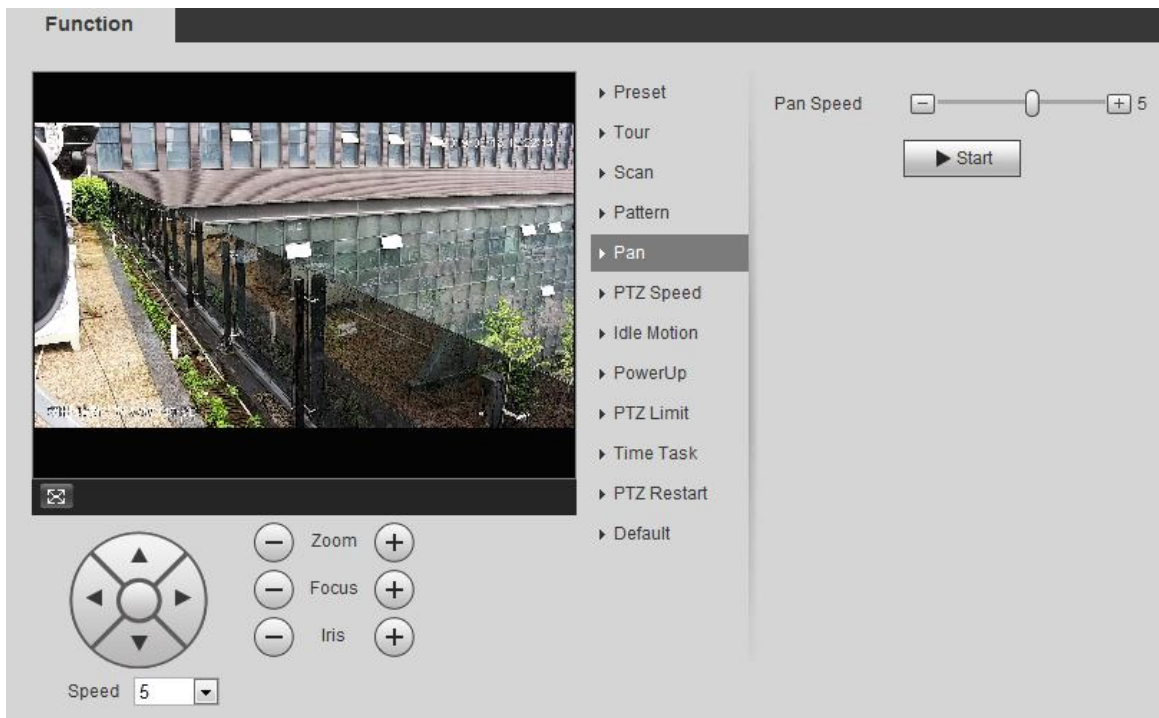 Function
Preset
Tour
Scan
Pattern
Pan
PTZ Speed
Idle Motion
PowerUp
PTZ Limit
Time Task
PTZ Restart
Default
Pan Speed
5
Start
Zoom
Focus
Iris
Speed 5